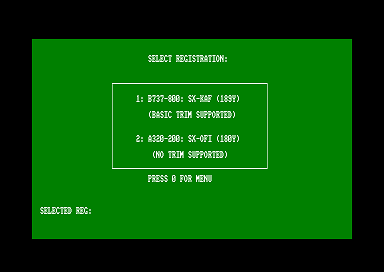 SELECT REGISTRATION:
1: B737-800: SX-KAF (189Y)
(BASIC TRIM SUPPORTED)
2: A320-200: SX-OFI (180Y)
(NO TRIM SUPPORTED)
PRESS 0 FOR MENU
SELECTED REG: